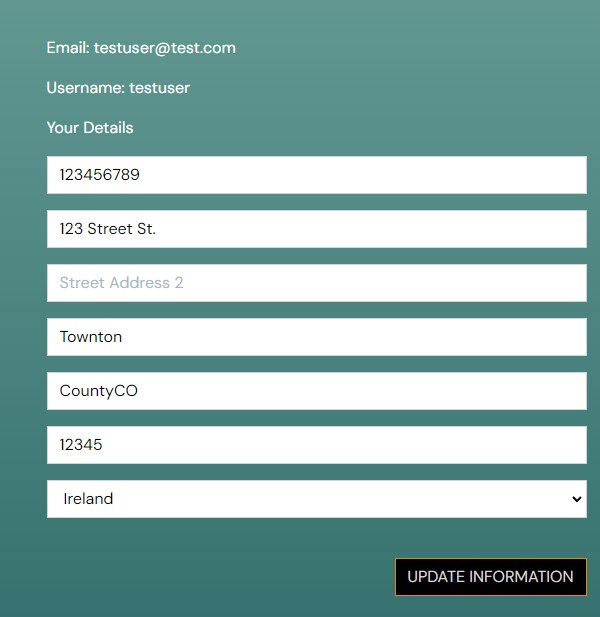 Email: testuser@test.com
Username: testuser
Your Details
123456789
123 Street St.
Street Address 2
Townton
CountyCO
12345
Ireland
UPDATE INFORMATION